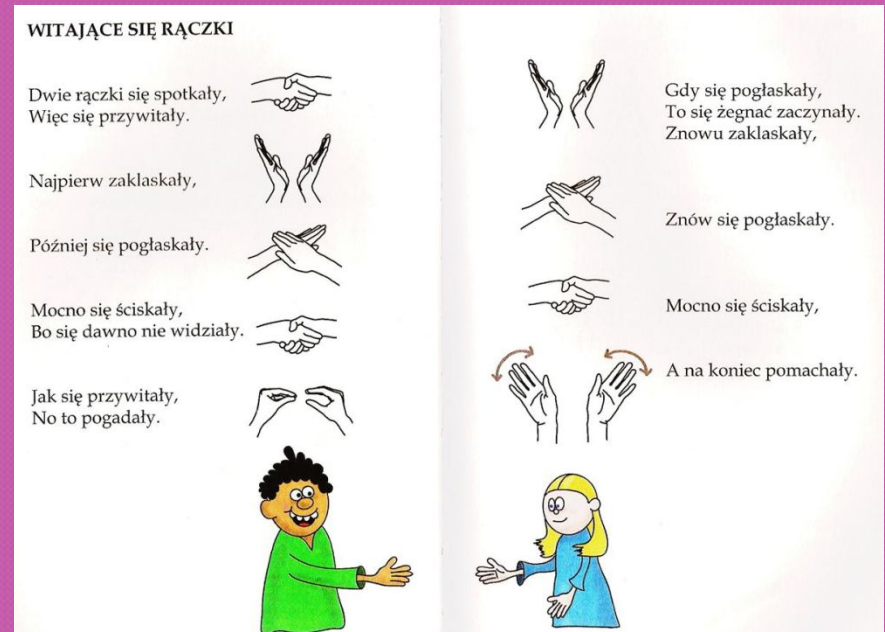 WITAJĄCE SIĘ RĄCZKI
Dwie rączki się spotkały,
Więc się przywitały.
Najpierw zaklaskały,
Później się pogłaskały.
Mocno się ściskały,
Bo się dawno nie widziały.
Jak się przywitały,
No to pogadały.
Gdy się pogłaskały,
To się żegnać zaczynały.
Znowu zaklaskały,
Znów się pogłaskały.
Mocno się ściskały,
A na koniec pomachały.